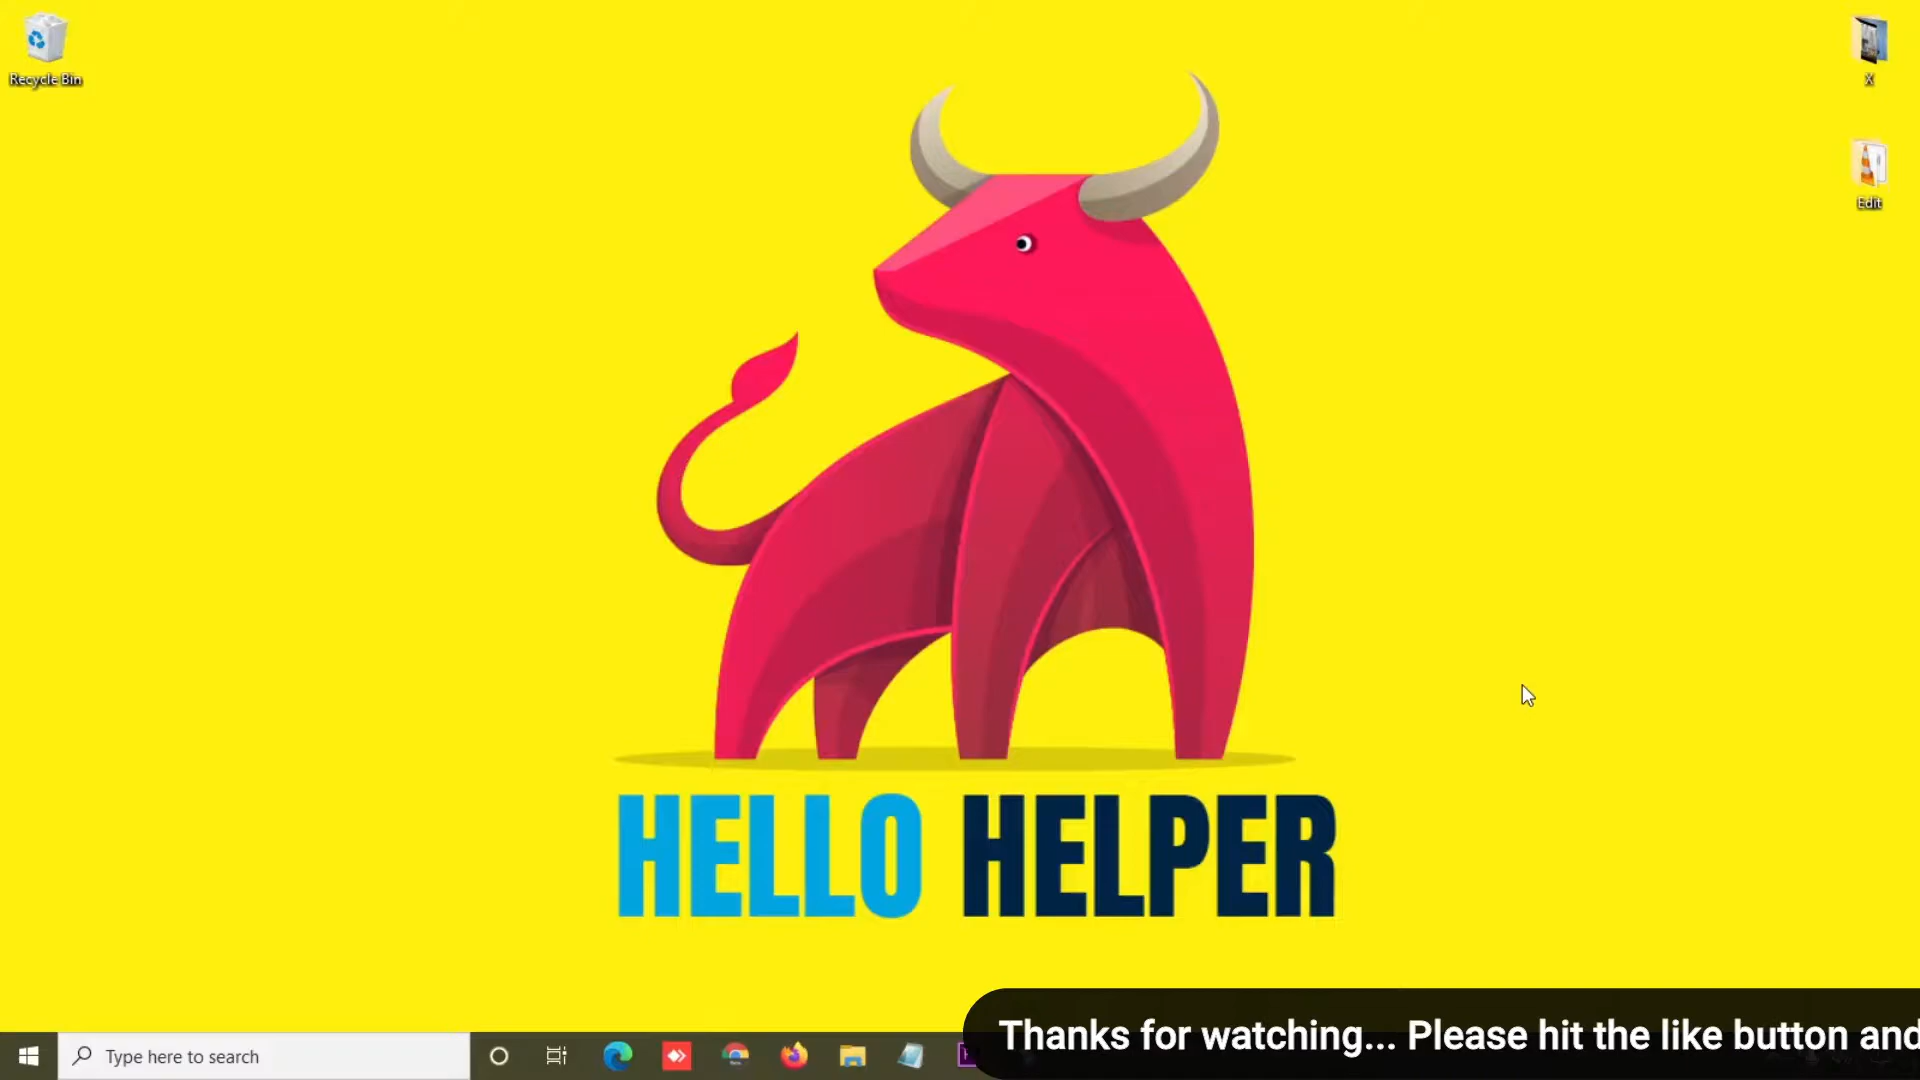 Recycle Bin
X
Edit
HELLO HELPER
Thanks for watching... Please hit the like button and
Type here to search